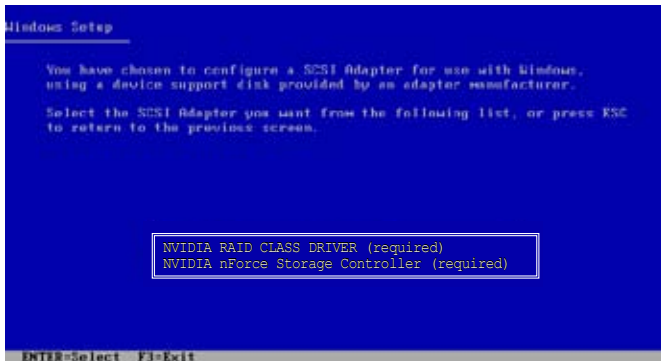 Windows Setup
You have chosen to configure a SCSI Adapter for use with Windows,
using a device support disk provided by an adapter manufacturer.
Select the SCSI Adapter you want from the following list, or press ESC
to return to the previous screen.
NVIDIA RAID CLASS DRIVER (required)
NVIDIA nForce Storage Controller (required)
ENTER=Select F3=Exit